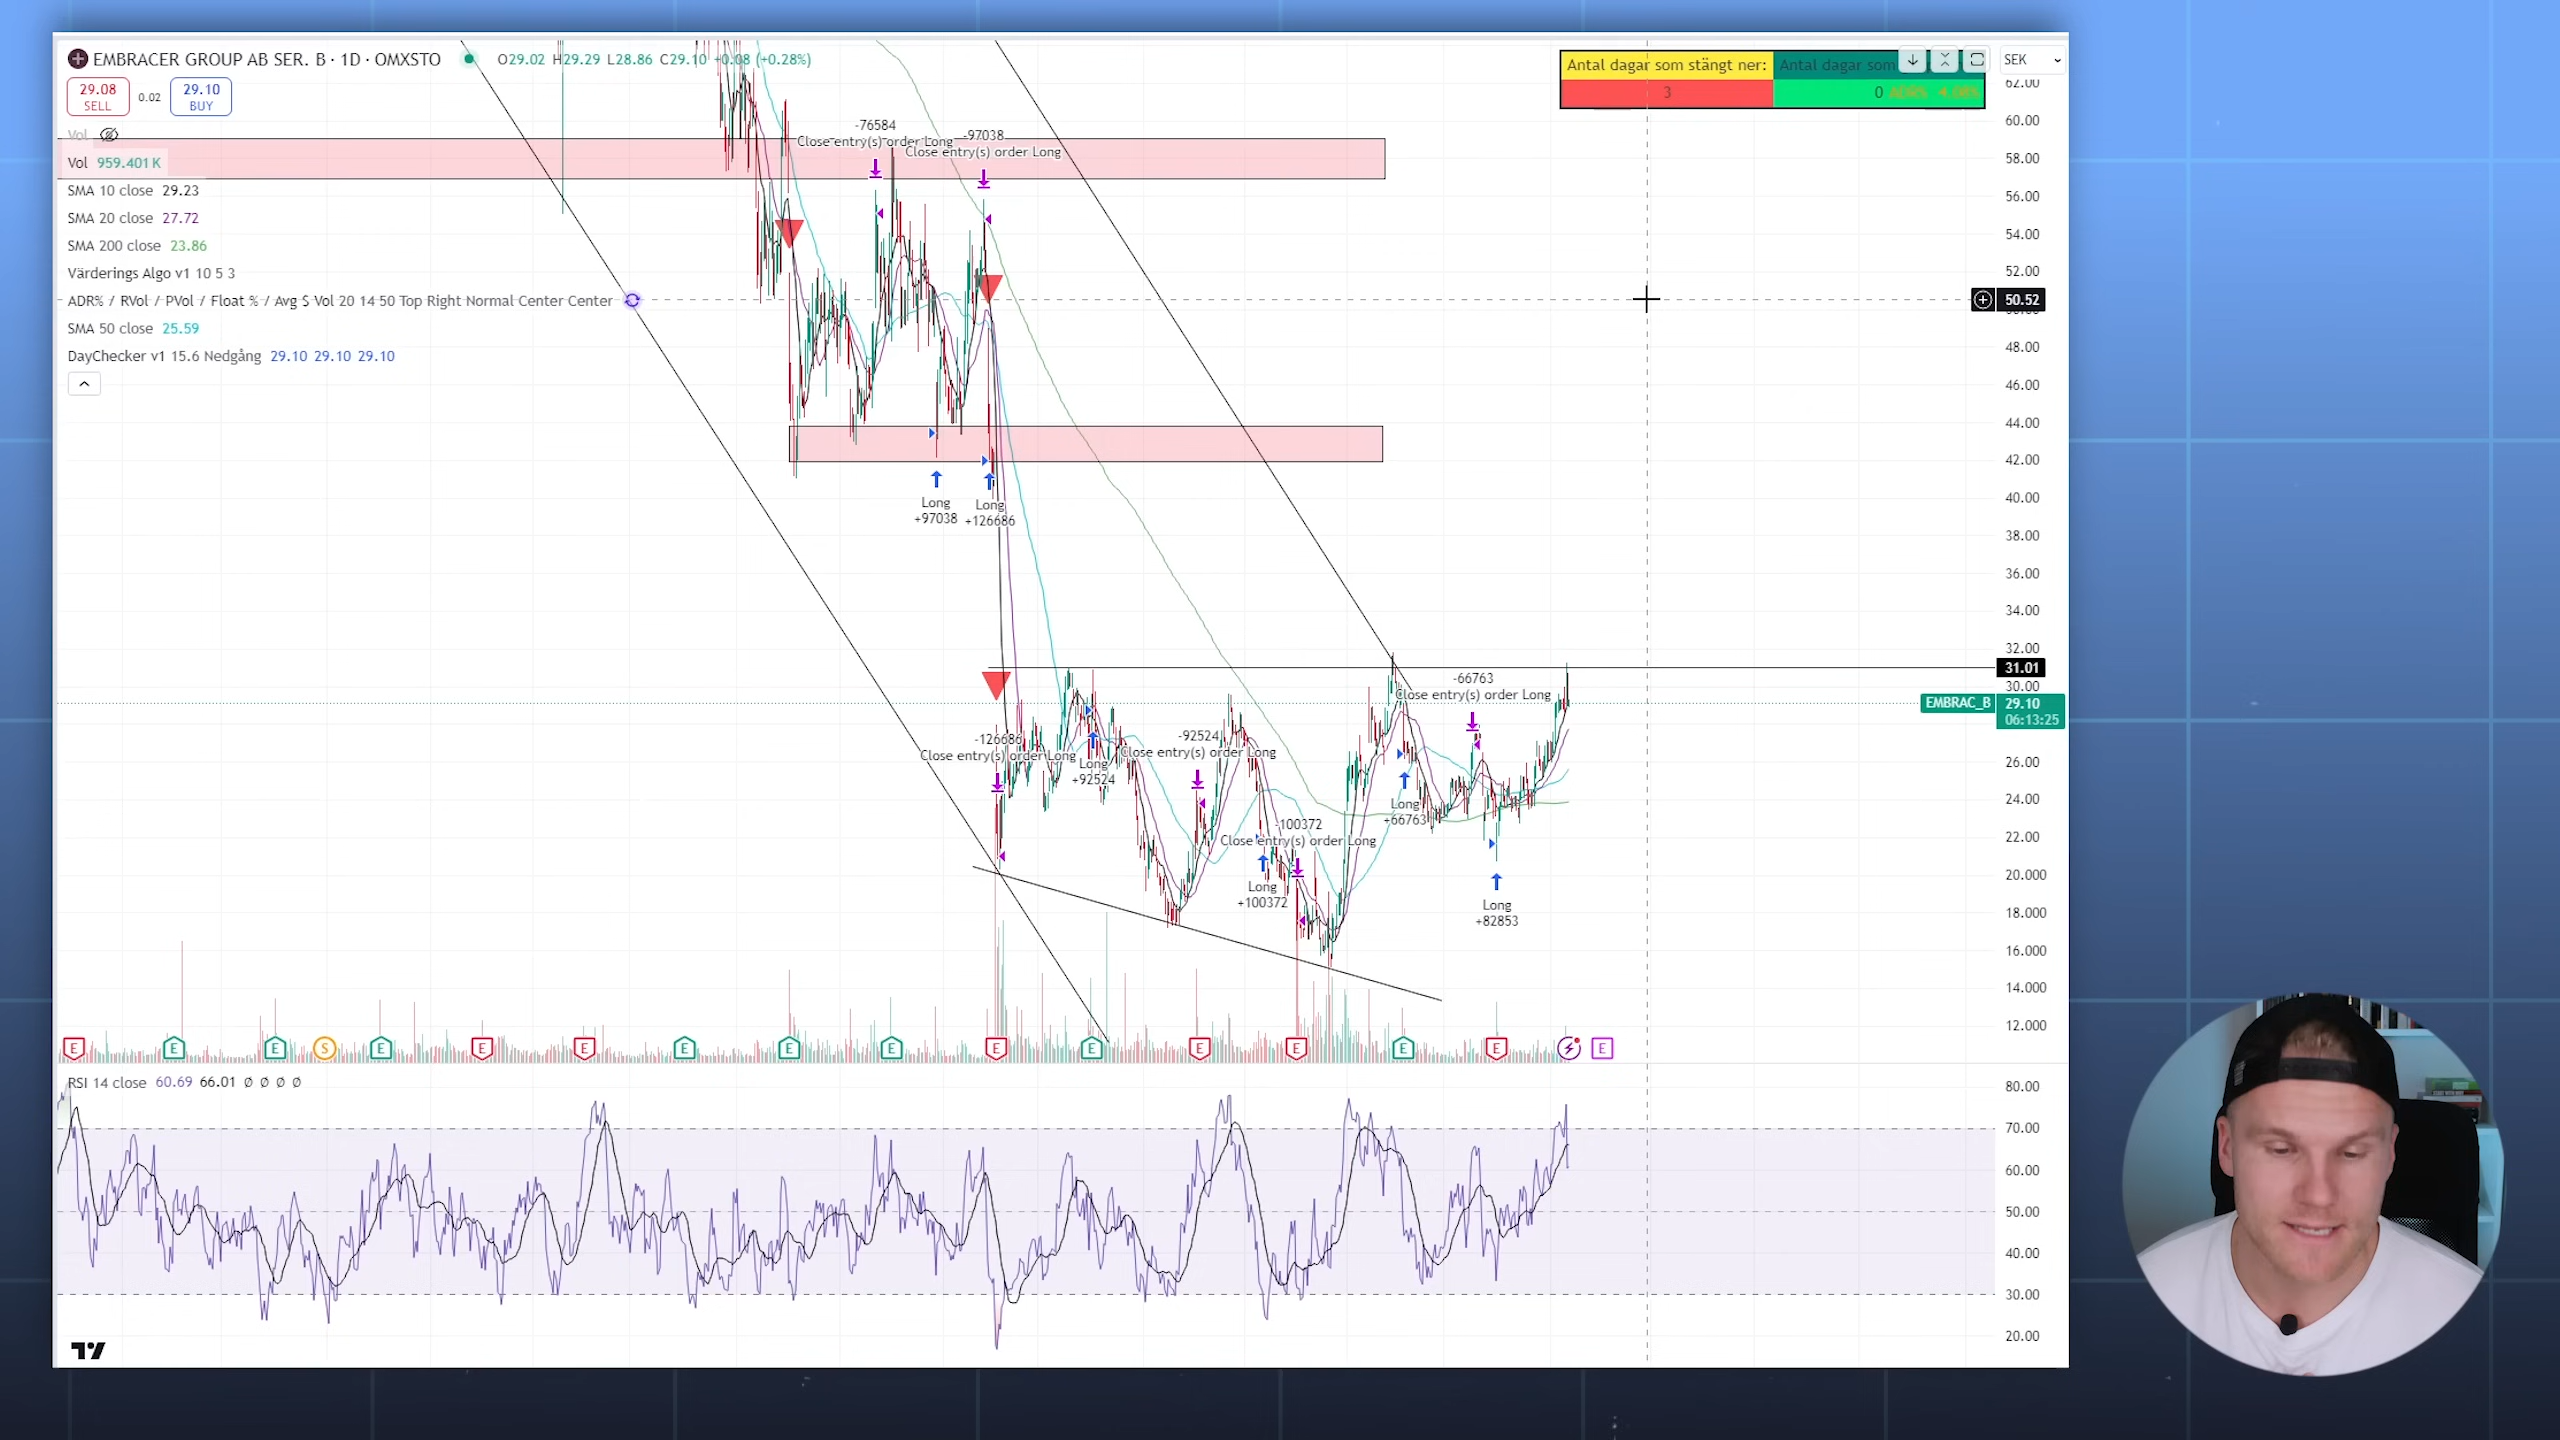 EMBRACER GROUP AB SER. B · 1D · OMXSTO O29.02 H29.29 L28.86 C29.10 +0.08 (+0.28%)
29.08 SELL 0.02 29.10 BUY
Vol
Vol 959.401 K
SMA 10 close 29.23
SMA 20 close 27.72
SMA 200 close 23.86
Värderings Algo v1 10 5 3
ADR% / RVol / PVol / Float % / Avg $ Vol 20 14 50 Top Right Normal Center Center
SMA 50 close 25.59
DayChecker v1 15.6 Nedgång 29.10 29.10 29.10
Antal dagar som stängt ner: Antal dagar som
3 0 ADR% 4.08%
SEK
62.00
60.00
58.00
56.00
54.00
52.00
50.52
48.00
46.00
44.00
42.00
40.00
38.00
36.00
34.00
32.00
31.01
30.00
EMBRAC_B 29.10
06:13:25
26.00
24.00
22.00
20.000
18.000
16.000
14.000
12.000
-76584
Close entry(s) order Long
-97038
Close entry(s) order Long
Long
+97038
Long
+126686
-126686
Close entry(s) order Long
Long
+92524
-92524
Close entry(s) order Long
-100372
Close entry(s) order Long
Long
+100372
-66763
Close entry(s) order Long
Long
+66763
Long
+82853
E E E S E E E E E E E E E E E E E
RSI 14 close 60.69 66.01 Ø Ø Ø Ø
80.00
70.00
60.00
50.00
40.00
30.00
20.00